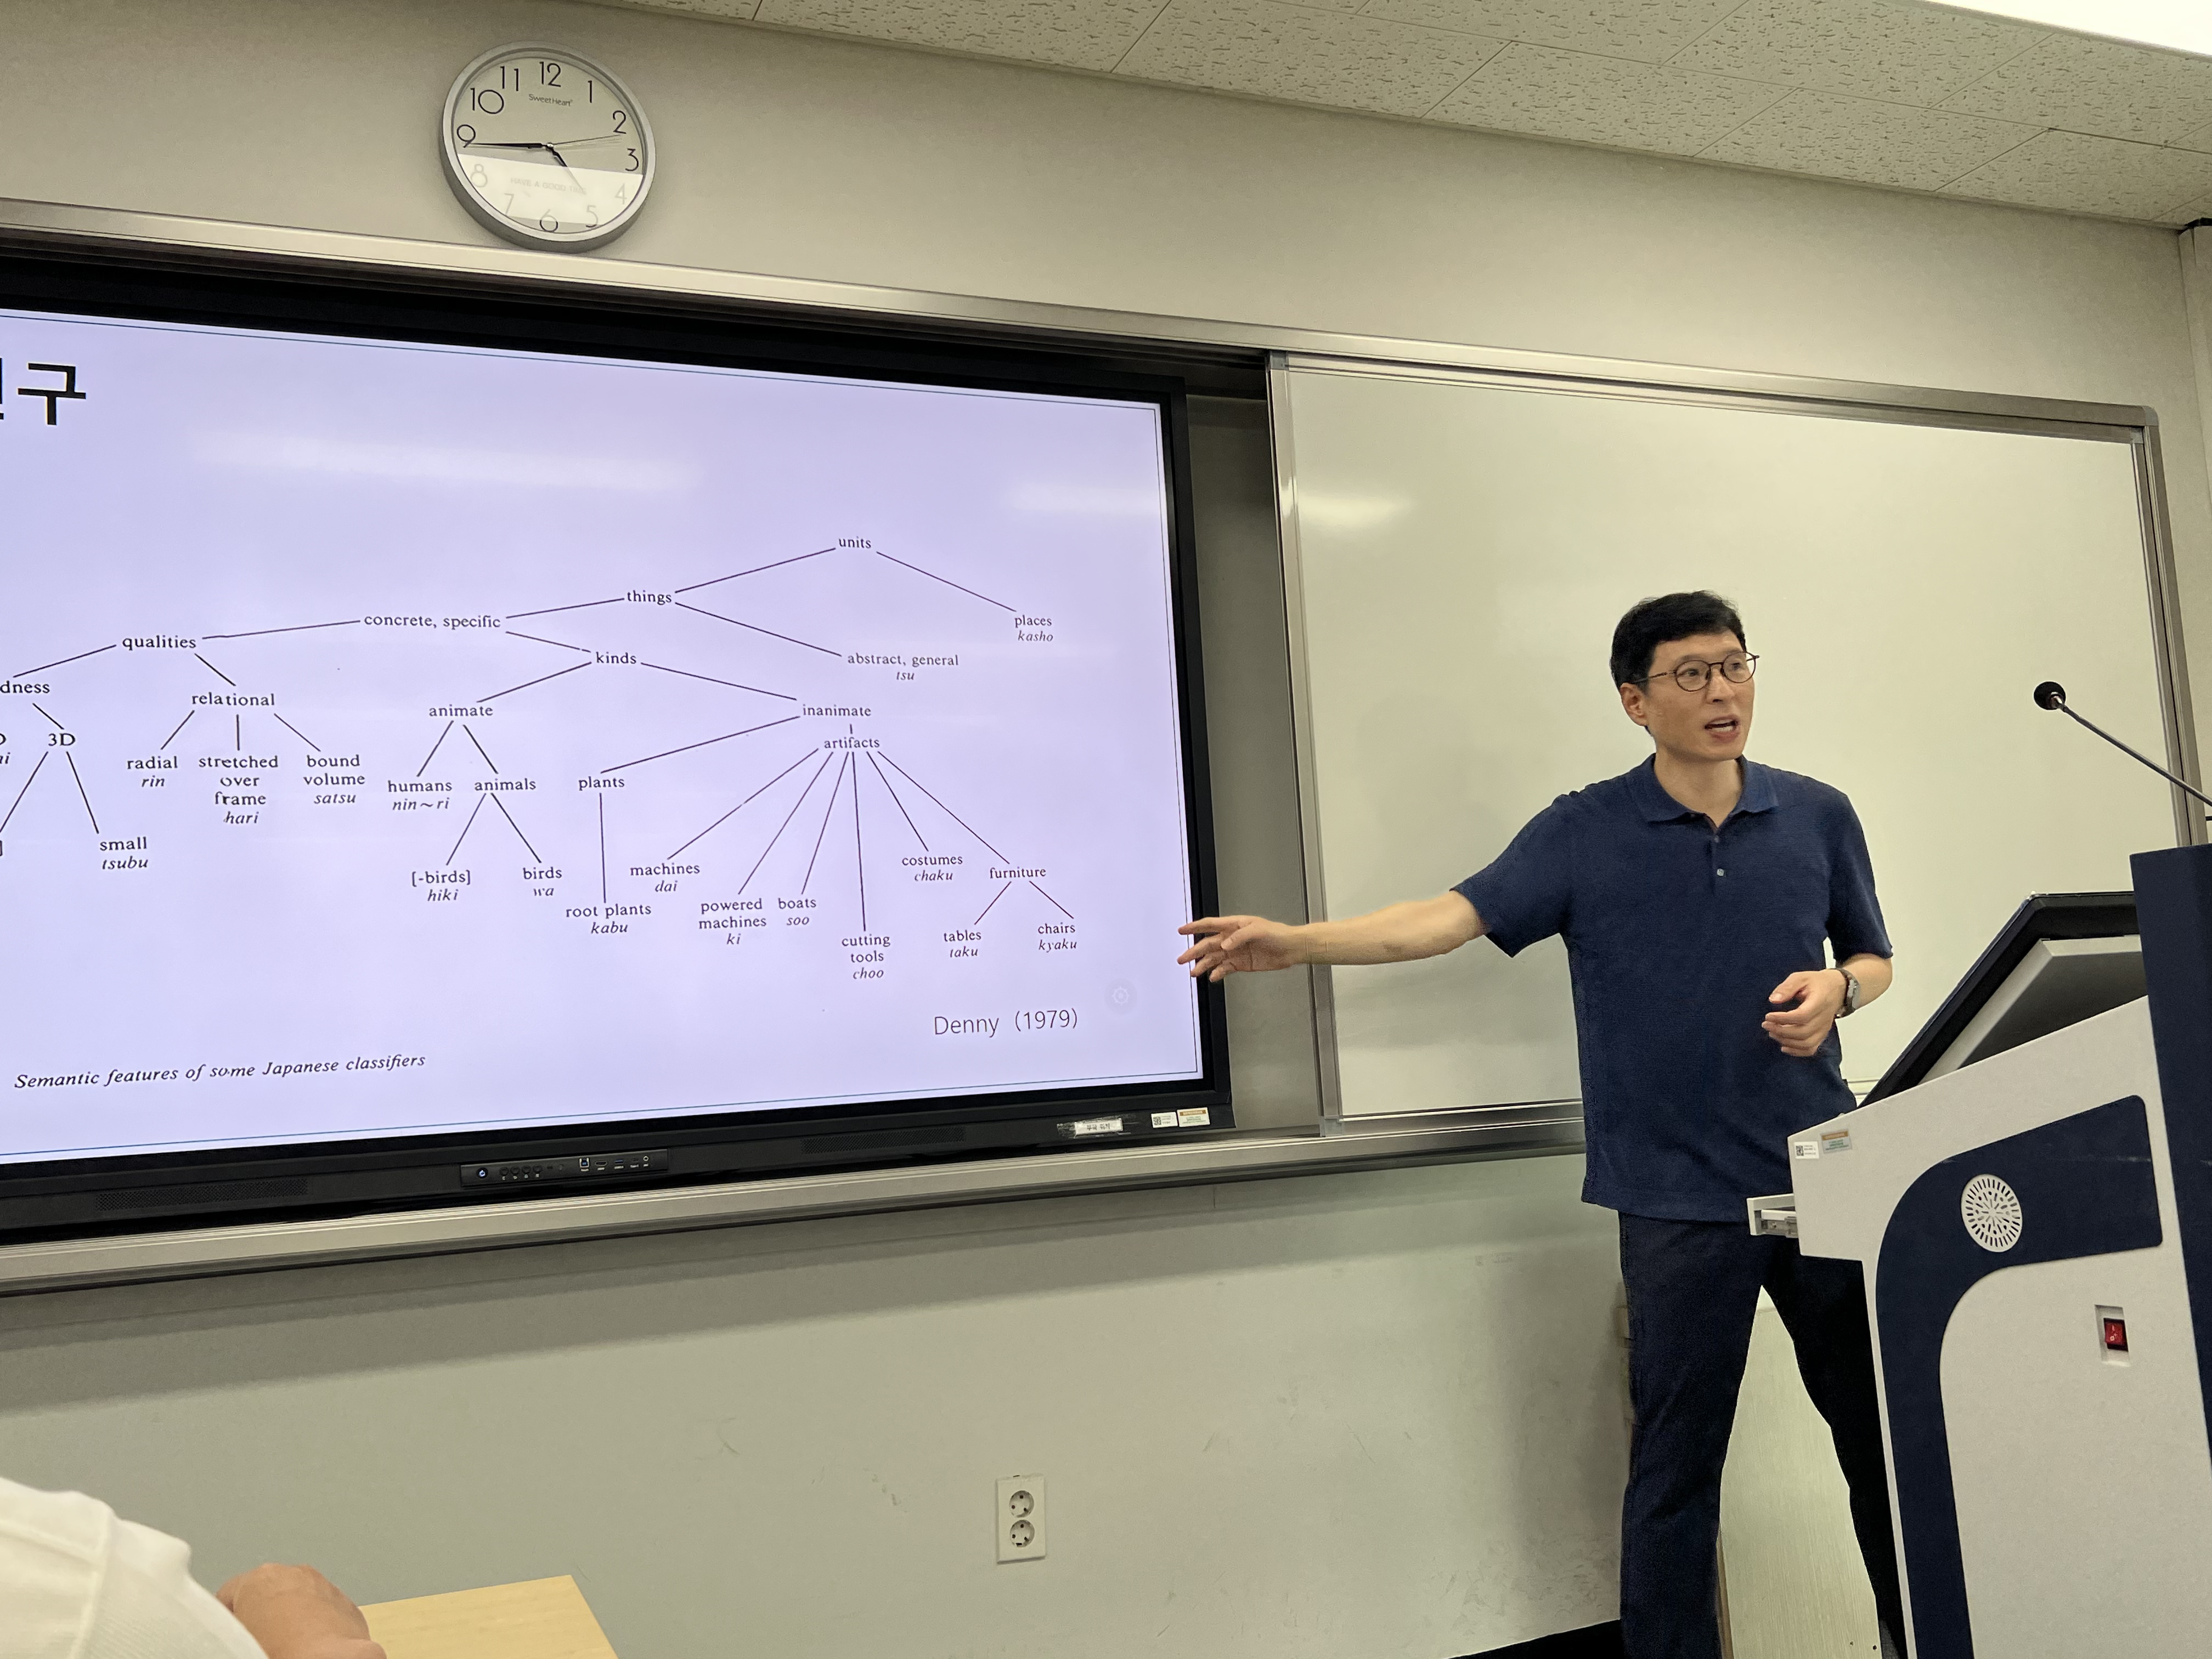 12
11
1
10
SweetHeart
2
9
3
8
HAVE A GOOD TIME
4
7
5
6
구
units
things
concrete, specific
places
kasho
qualities
kinds
abstract, general
tsu
dness
relational
animate
inanimate
3D
artifacts
radial
rin
stretched
over
frame
hari
bound
volume
satsu
humans
nin~ri
animals
plants
small
tsubu
[-birds]
hiki
birds
wa
root plants
kabu
machines
dai
powered
machines
ki
boats
soo
cutting
tools
choo
costumes
chaku
furniture
tables
taku
chairs
kyaku
Denny (1979)
Semantic features of some Japanese classifiers